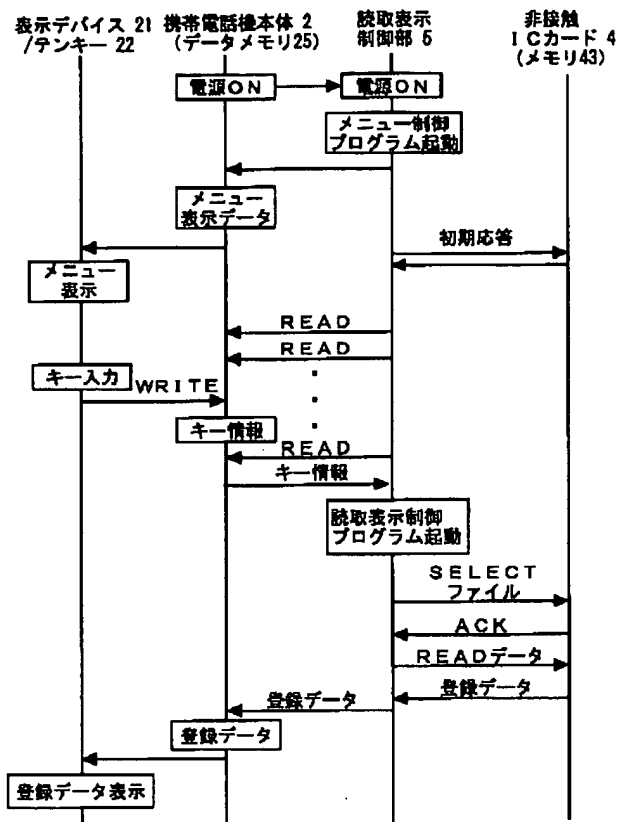 表示デバイス 21
/テンキー 22
携帯電話機本体 2
(データメモリ25)
読取表示
制御部 5
非接触
ICカード 4
(メモリ43)
電源ON
電源ON
メニュー制御
プログラム起動
メニュー
表示データ
初期応答
メニュー
表示
READ
READ
キー入力
WRITE
キー情報
READ
キー情報
読取表示制御
プログラム起動
SELECT
ファイル
ACK
READデータ
登録データ
登録データ
登録データ
登録データ表示